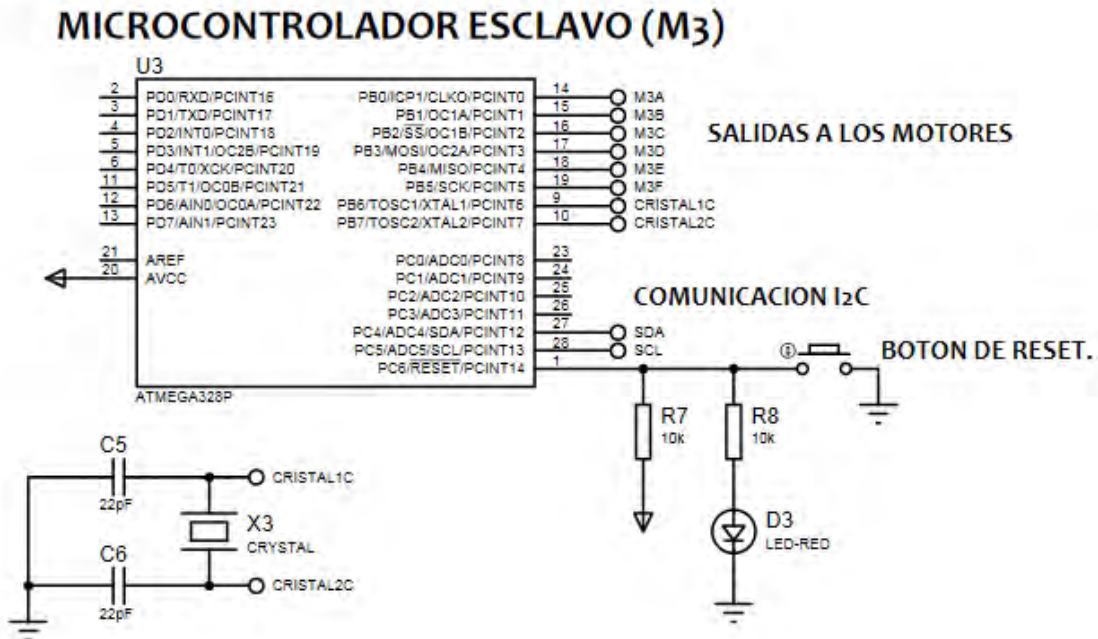 MICROCONTROLADOR ESCLAVO (M3)
U3
2 PD0/RXD/PCINT16 PB0/ICP1/CLKO/PCINT0 14 M3A
3 PD1/TXD/PCINT17 PB1/OC1A/PCINT1 15 M3B
4 PD2/INT0/PCINT18 PB2/SS/OC1B/PCINT2 16 M3C
5 PD3/INT1/OC2B/PCINT19 PB3/MOSI/OC2A/PCINT3 17 M3D
6 PD4/T0/XCK/PCINT20 PB4/MISO/PCINT4 18 M3E
11 PD5/T1/OC0B/PCINT21 PB5/SCK/PCINT5 19 M3F
12 PD6/AIN0/OC0A/PCINT22 PB6/TOSC1/XTAL1/PCINT6 9 CRISTAL1C
13 PD7/AIN1/PCINT23 PB7/TOSC2/XTAL2/PCINT7 10 CRISTAL2C
SALIDAS A LOS MOTORES
21 AREF PC0/ADC0/PCINT8 23
20 AVCC PC1/ADC1/PCINT9 24
PC2/ADC2/PCINT10 25
PC3/ADC3/PCINT11 26
PC4/ADC4/SDA/PCINT12 27 SDA
PC5/ADC5/SCL/PCINT13 28 SCL
PC6/RESET/PCINT14 1
ATMEGA328P
COMUNICACION I2C
BOTON DE RESET.
R7
10k
R8
10k
D3
LED-RED
C5
22pF
CRISTAL1C
X3
CRYSTAL
C6
22pF
CRISTAL2C